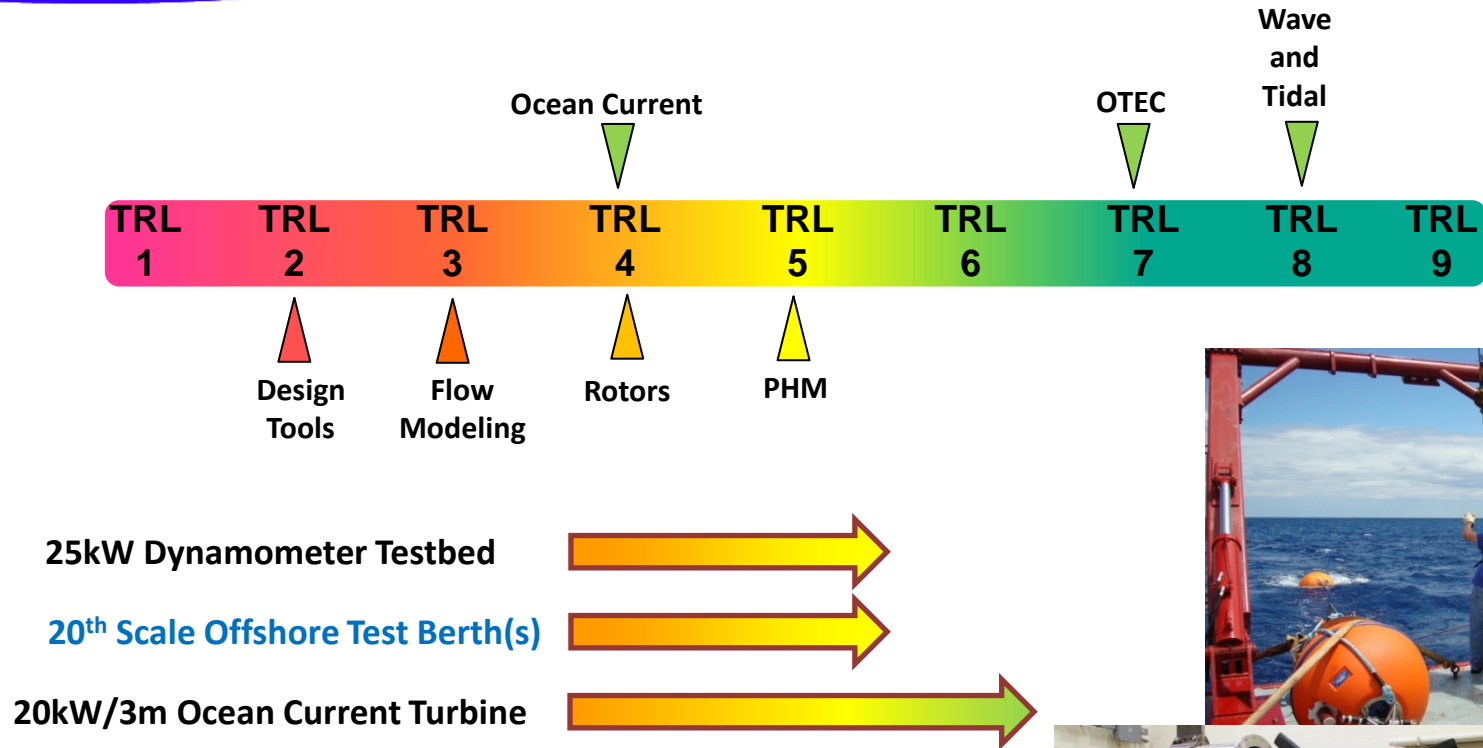 Wave
and
Tidal
Ocean Current
OTEC
TRL TRL TRL TRL TRL TRL TRL TRL TRL
1 2 3 4 5 6 7 8 9
Design
Tools
Flow
Modeling
Rotors
PHM
25kW Dynamometer Testbed
20th Scale Offshore Test Berth(s)
20kW/3m Ocean Current Turbine